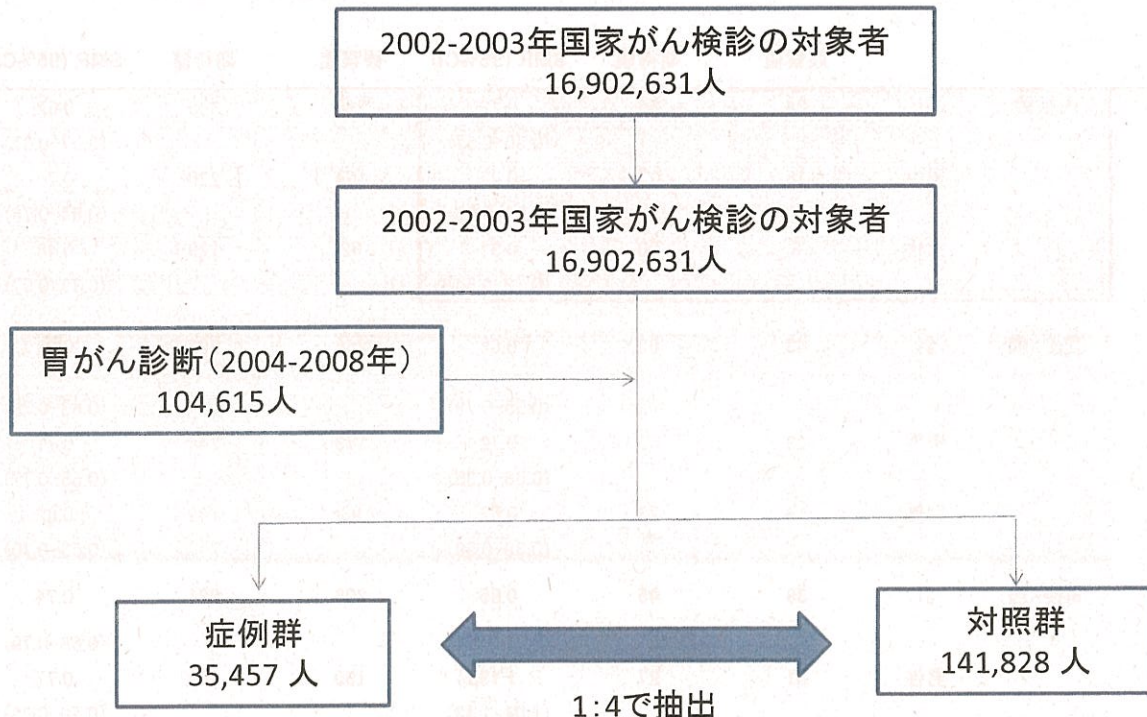 2002-2003年国家がん検診の対象者
16,902,631人
2002-2003年国家がん検診の対象者
16,902,631人
胃がん診断(2004-2008年)
104,615人
症例群
35,457 人
対照群
141,828 人
1:4で抽出